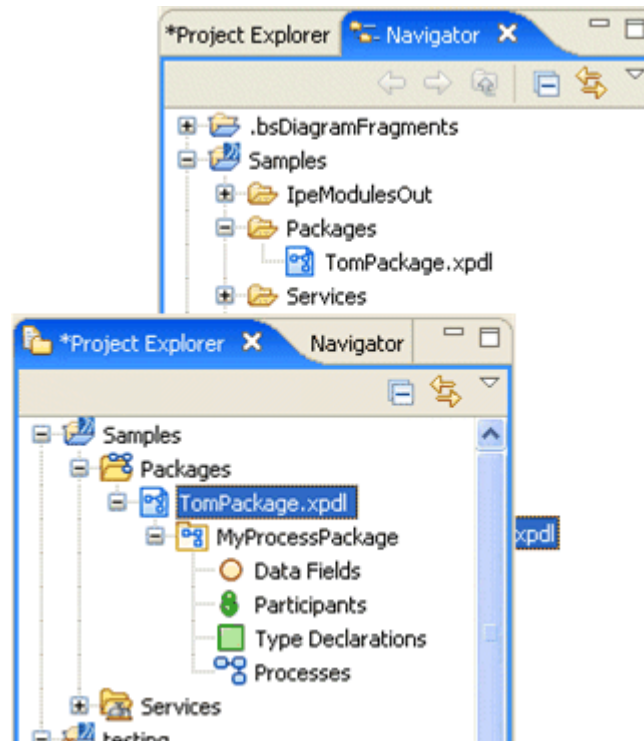 *Project Explorer Navigator
.bsDiagramFragments
Samples
IpeModulesOut
Packages
TomPackage.xpdl
Services
*Project Explorer Navigator
Samples
Packages
TomPackage.xpdl
MyProcessPackage
xpdl
Data Fields
Participants
Type Declarations
Processes
Services
testing